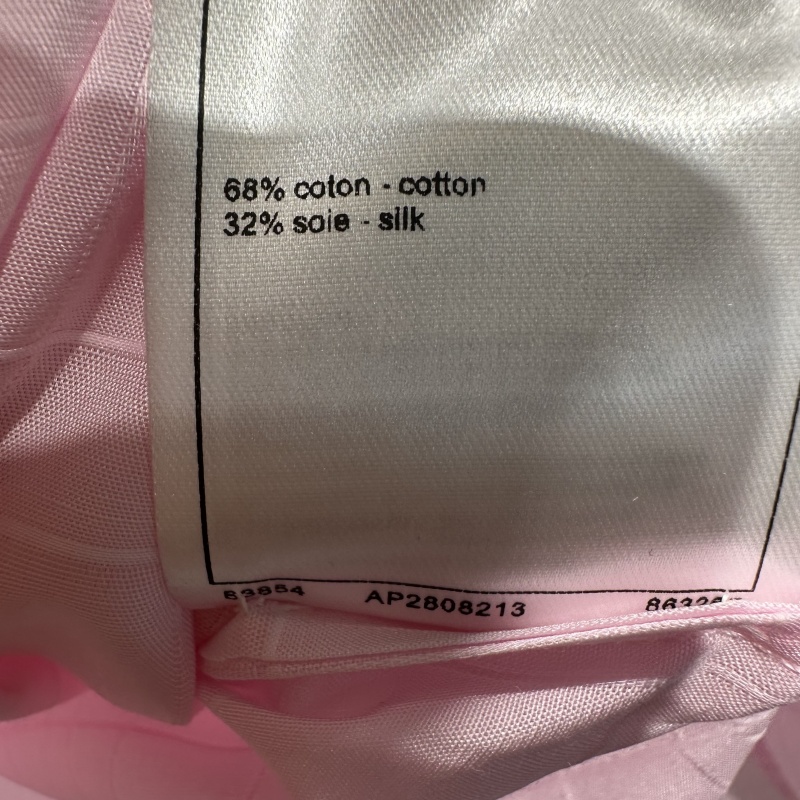 68% coton - cotton
32% soie - silk
AP2808213